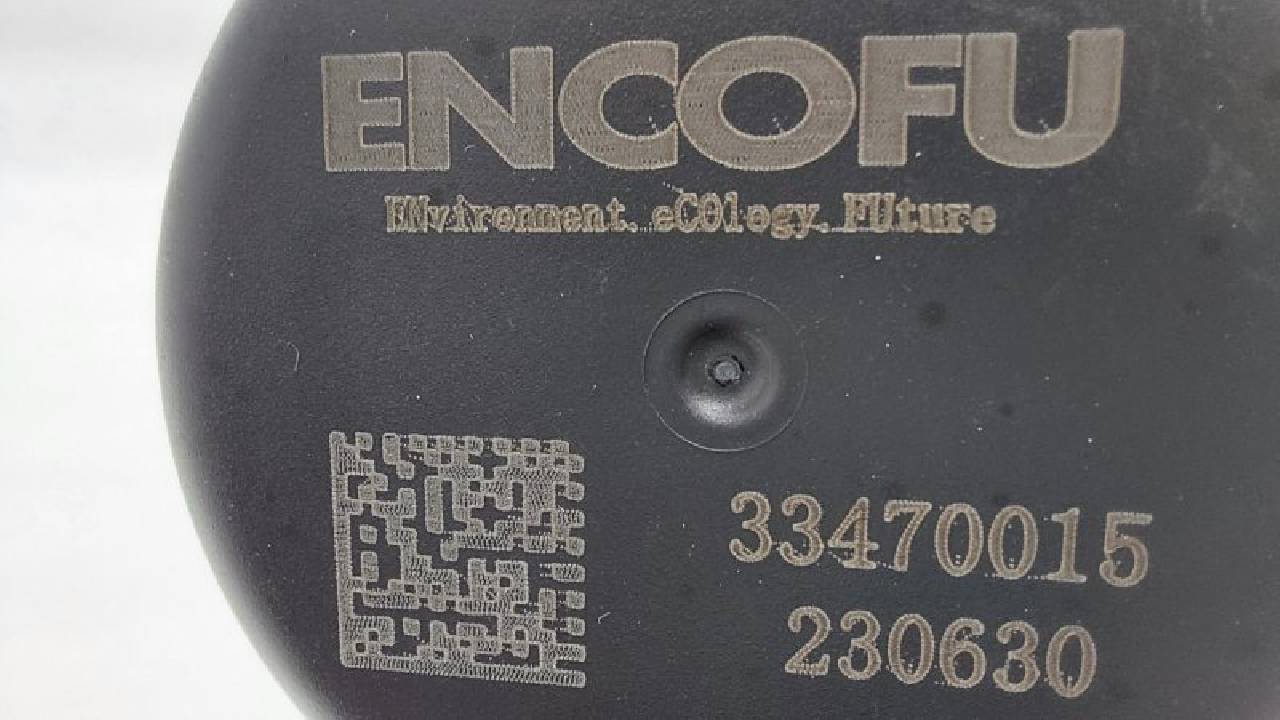 ENCOFU
ENvironment. eCOlogy. FUture
33470015
230630